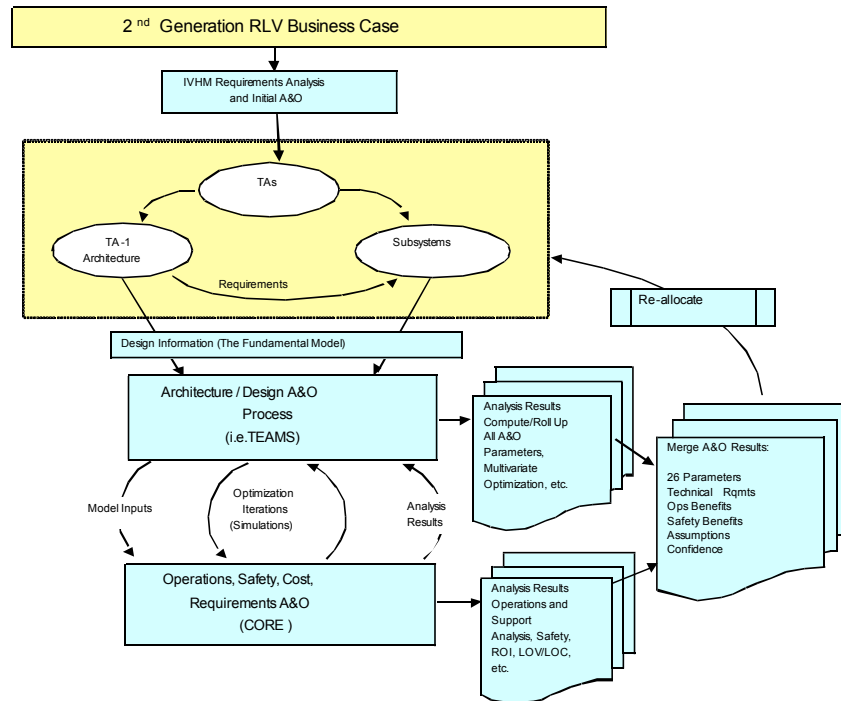 2 nd Generation RLV Business Case
IVHM Requirements Analysis
and Initial A&O
TAs
TA-1
Architecture
Subsystems
Requirements
Re-allocate
Design Information (The Fundamental Model)
Architecture / Design A&O
Process
(i.e.TEAMS)
Analysis Results
Compute/Roll Up
All A&O
Parameters,
Multivariate
Optimization, etc.
Merge A&O Results:
26 Parameters
Technical Rqmts
Ops Benefits
Safety Benefits
Assumptions
Confidence
Model Inputs
Optimization
Iterations
(Simulations)
Analysis
Results
Operations, Safety, Cost,
Requirements A&O
(CORE )
Analysis Results
Operations and
Support
Analysis, Safety,
ROI, LOV/LOC,
etc.